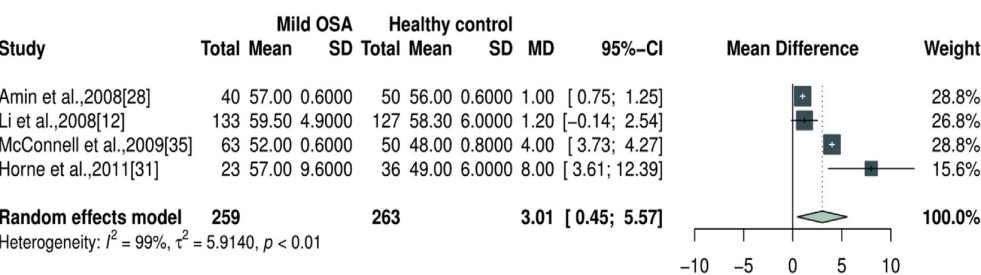 Mild OSA Healthy control
Study Total Mean SD Total Mean SD MD 95%−CI Mean Difference Weight
Amin et al.,2008[28] 40 57.00 0.6000 50 56.00 0.6000 1.00 [ 0.75; 1.25] 28.8%
Li et al.,2008[12] 133 59.50 4.9000 127 58.30 6.0000 1.20 [−0.14; 2.54] 26.8%
McConnell et al.,2009[35] 63 52.00 0.6000 50 48.00 0.8000 4.00 [ 3.73; 4.27] 28.8%
Horne et al.,2011[31] 23 57.00 9.6000 36 49.00 6.0000 8.00 [ 3.61; 12.39] 15.6%
Random effects model 259 263 3.01 [ 0.45; 5.57] 100.0%
Heterogeneity: I² = 99%, τ² = 5.9140, p < 0.01
−10 −5 0 5 10